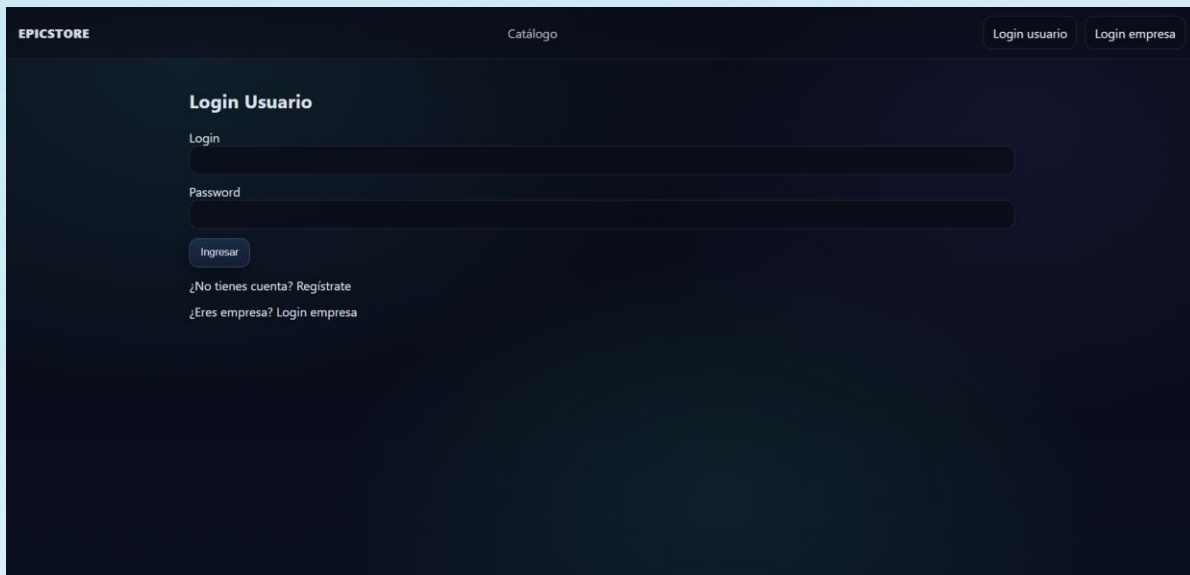 EPICSTORE
Catálogo
Login usuario
Login empresa
Login Usuario
Login
Password
Ingresar
¿No tienes cuenta? Regístrate
¿Eres empresa? Login empresa